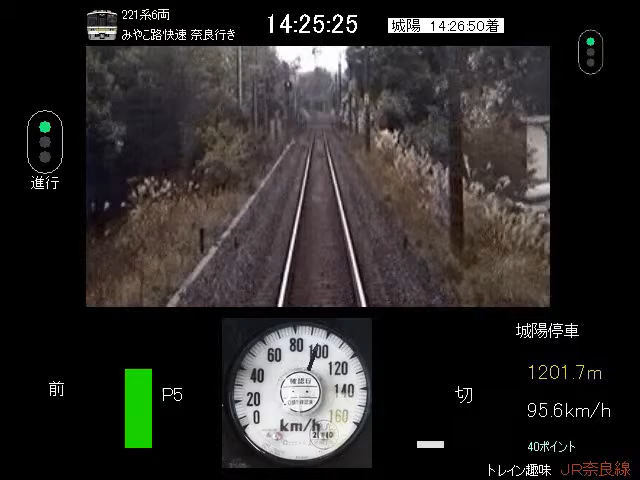 221系6両
みやこ路快速 奈良行き
14:25:25
城陽 14:26:50着
進行
前
P5
0
20
40
60
80
100
120
140
160
km/h
切
城陽停車
1201.7m
95.6km/h
40ポイント
トレイン趣味 JR奈良線